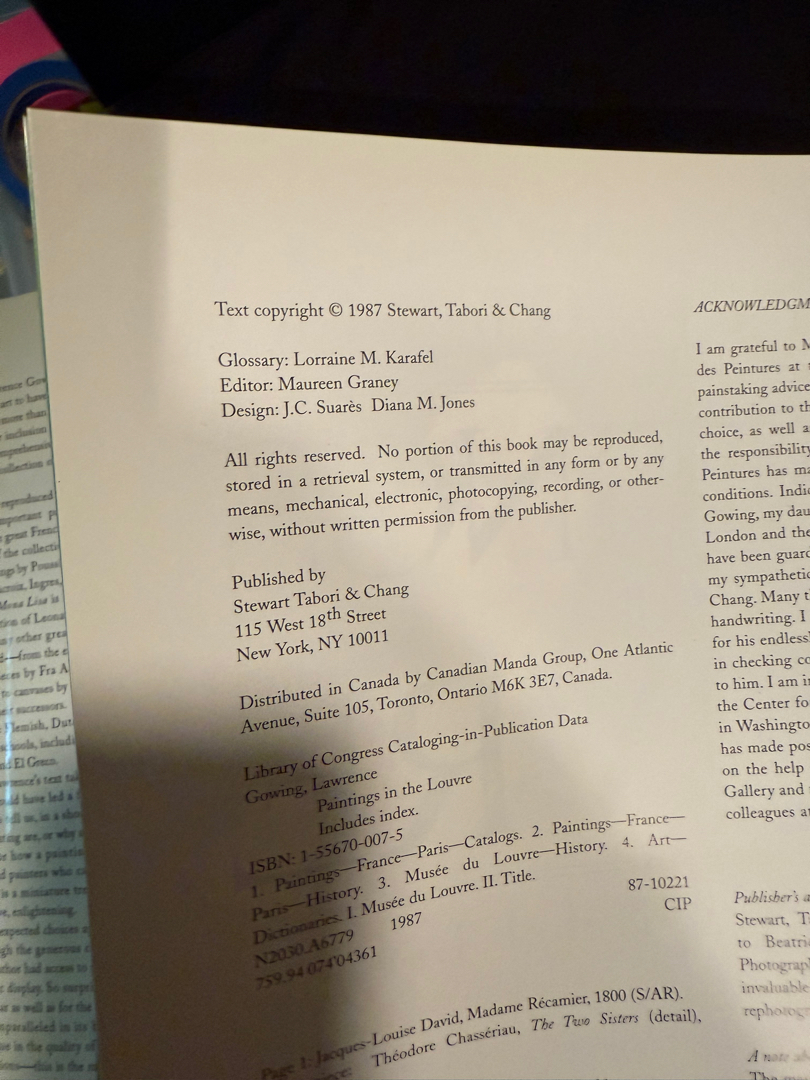 Text copyright © 1987 Stewart, Tabori & Chang
Glossary: Lorraine M. Karafel
Editor: Maureen Graney
Design: J.C. Suarès Diana M. Jones
All rights reserved. No portion of this book may be reproduced,
stored in a retrieval system, or transmitted in any form or by any
means, mechanical, electronic, photocopying, recording, or other-
wise, without written permission from the publisher.
Published by
Stewart Tabori & Chang
115 West 18th Street
New York, NY 10011
Distributed in Canada by Canadian Manda Group, One Atlantic
Avenue, Suite 105, Toronto, Ontario M6K 3E7, Canada.
Library of Congress Cataloging-in-Publication Data
Gowing, Lawrence
Paintings in the Louvre
Includes index.
ISBN: 1-55670-007-5
1. Paintings—France—Paris—Catalogs. 2. Paintings—France—
Paris—History. 3. Musée du Louvre—History. 4. Art—
Dictionaries. I. Musée du Louvre. II. Title.
N2030.A6779 1987 87-10221
759.94'074'04361 CIP
Page 1: Jacques-Louise David, Madame Récamier, 1800 (S/AR).
Théodore Chassériau, The Two Sisters (detail),
ACKNOWLEDGM
I am grateful to M
des Peintures at
painstaking advice
contribution to th
choice, as well a
the responsibility
Peintures has ma
conditions. Indi
Gowing, my dau
London and the
have been guar
my sympathetic
Chang. Many t
handwriting. I
for his endless
in checking co
to him. I am i
the Center fo
in Washingto
has made pos
on the help
Gallery and
colleagues a
Publisher's a
Stewart, T
to Beatri
Photograp
invaluable
rephotog
A note ab